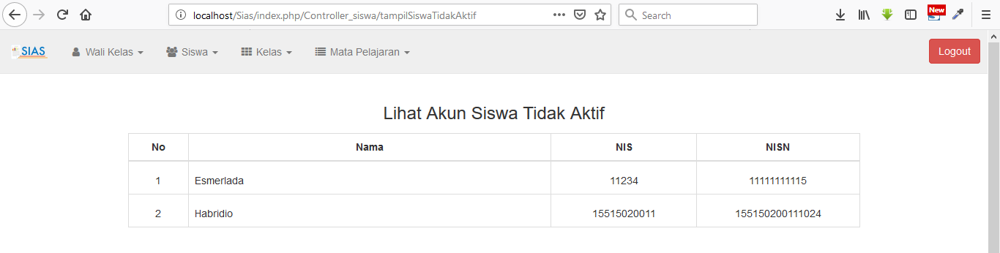 localhost/Sias/index.php/Controller_siswa/tampilSiswaTidakAktif
Search
New
SIAS
Wali Kelas
Siswa
Kelas
Mata Pelajaran
Logout
Lihat Akun Siswa Tidak Aktif
No Nama NIS NISN
1 Esmerlada 11234 11111111115
2 Habridio 15515020011 155150200111024